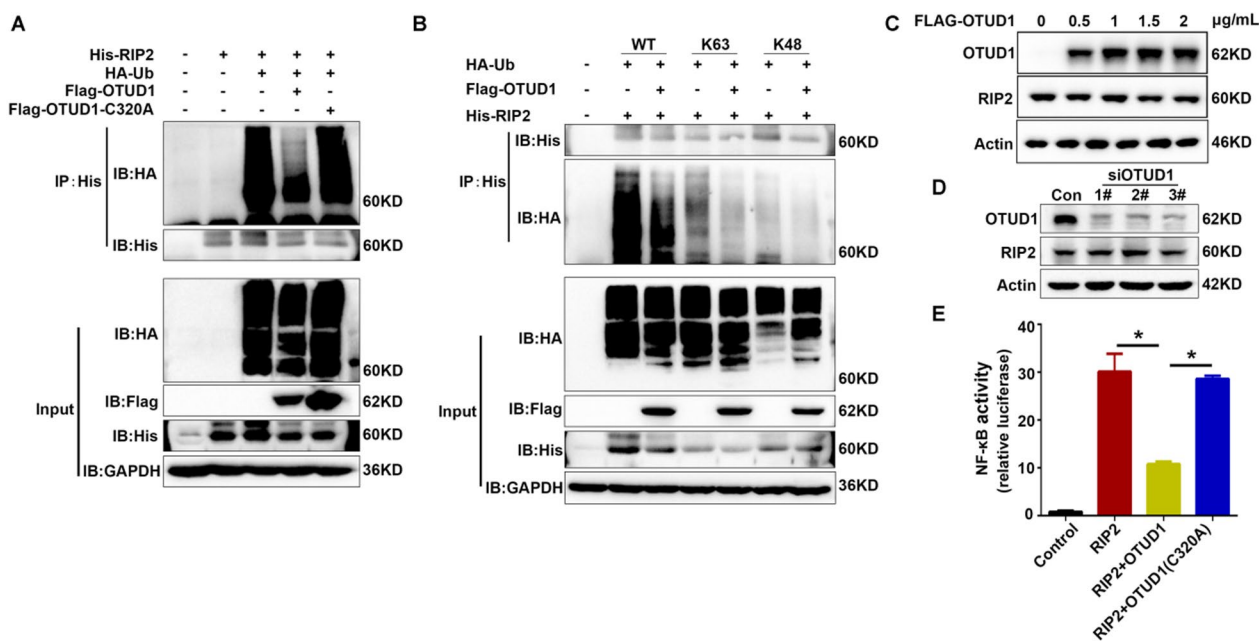 A
His-RIP2 - + + + +
HA-Ub - - + + +
Flag-OTUD1 - - - + -
Flag-OTUD1-C320A - - - - +
IP:His
IB:HA
60KD
IB:His
60KD
Input
IB:HA
60KD
IB:Flag
62KD
IB:His
60KD
IB:GAPDH
36KD
B
WT K63 K48
HA-Ub - + + + + + +
Flag-OTUD1 - - + - + - +
His-RIP2 - + + + + + +
IP:His
IB:His
60KD
IB:HA
60KD
Input
IB:HA
60KD
IB:Flag
62KD
IB:His
60KD
IB:GAPDH
36KD
C
FLAG-OTUD1 0 0.5 1 1.5 2 μg/mL
OTUD1 62KD
RIP2 60KD
Actin 46KD
D
siOTUD1
Con 1# 2# 3#
OTUD1 62KD
RIP2 60KD
Actin 42KD
E
NF-κB activity
(relative luciferase)
40
30
20
10
0
*
*
Control
RIP2
RIP2+OTUD1
RIP2+OTUD1(C320A)